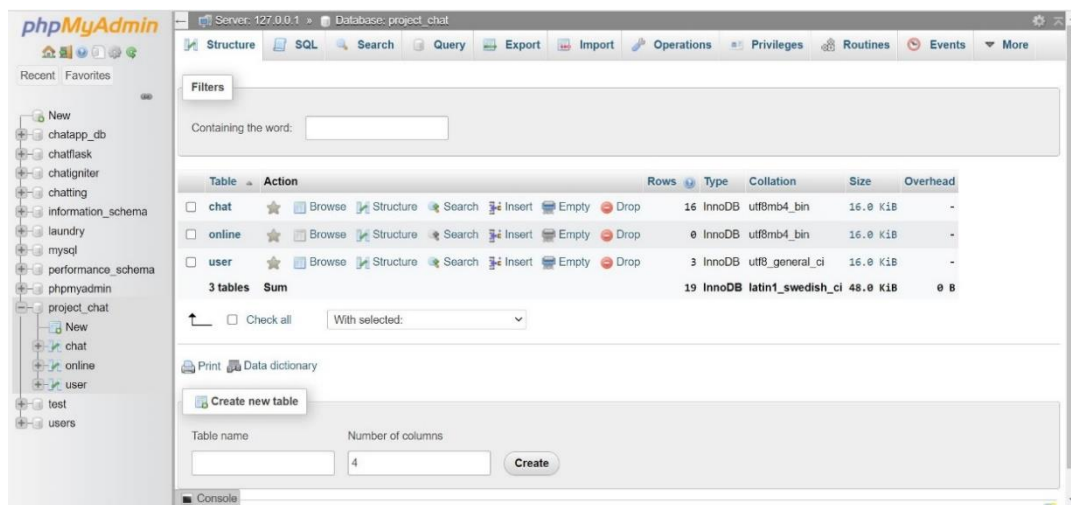 phpMyAdmin
Recent Favorites
New
chatapp_db
chatflask
chatigniter
chatting
information_schema
laundry
mysql
performance_schema
phpmyadmin
project_chat
New
chat
online
user
test
users
Server: 127.0.0.1 » Database: project_chat
Structure SQL Search Query Export Import Operations Privileges Routines Events More
Filters
Containing the word:
Table Action Rows Type Collation Size Overhead
chat Browse Structure Search Insert Empty Drop 16 InnoDB utf8mb4_bin 16.0 KiB -
online Browse Structure Search Insert Empty Drop 0 InnoDB utf8mb4_bin 16.0 KiB -
user Browse Structure Search Insert Empty Drop 3 InnoDB utf8_general_ci 16.0 KiB -
3 tables Sum 19 InnoDB latin1_swedish_ci 48.0 KiB 0 B
Check all With selected:
Print Data dictionary
Create new table
Table name Number of columns
4 Create
Console